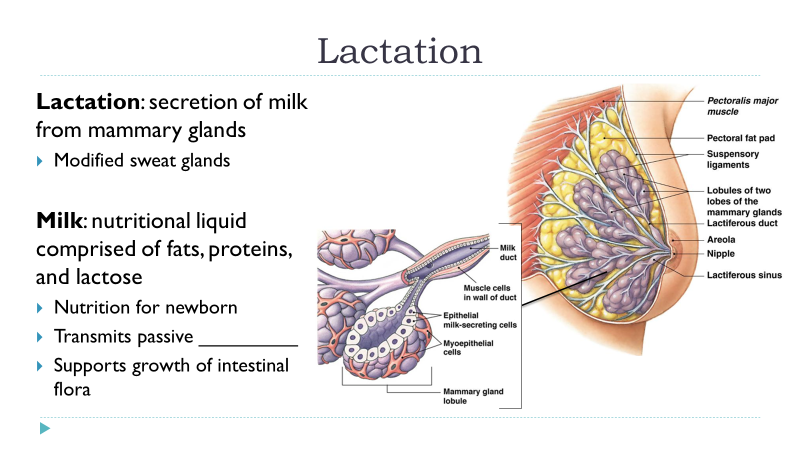 Lactation
Lactation: secretion of milk
from mammary glands
Modified sweat glands
Milk: nutritional liquid
comprised of fats, proteins,
and lactose
Nutrition for newborn
Transmits passive __________
Supports growth of intestinal
flora
Milk
duct
Muscle cells
in wall of duct
Epithelial
milk-secreting cells
Myoepithelial
cells
Mammary gland
lobule
Pectoralis major
muscle
Pectoral fat pad
Suspensory
ligaments
Lobules of two
lobes of the
mammary glands
Lactiferous duct
Areola
Nipple
Lactiferous sinus